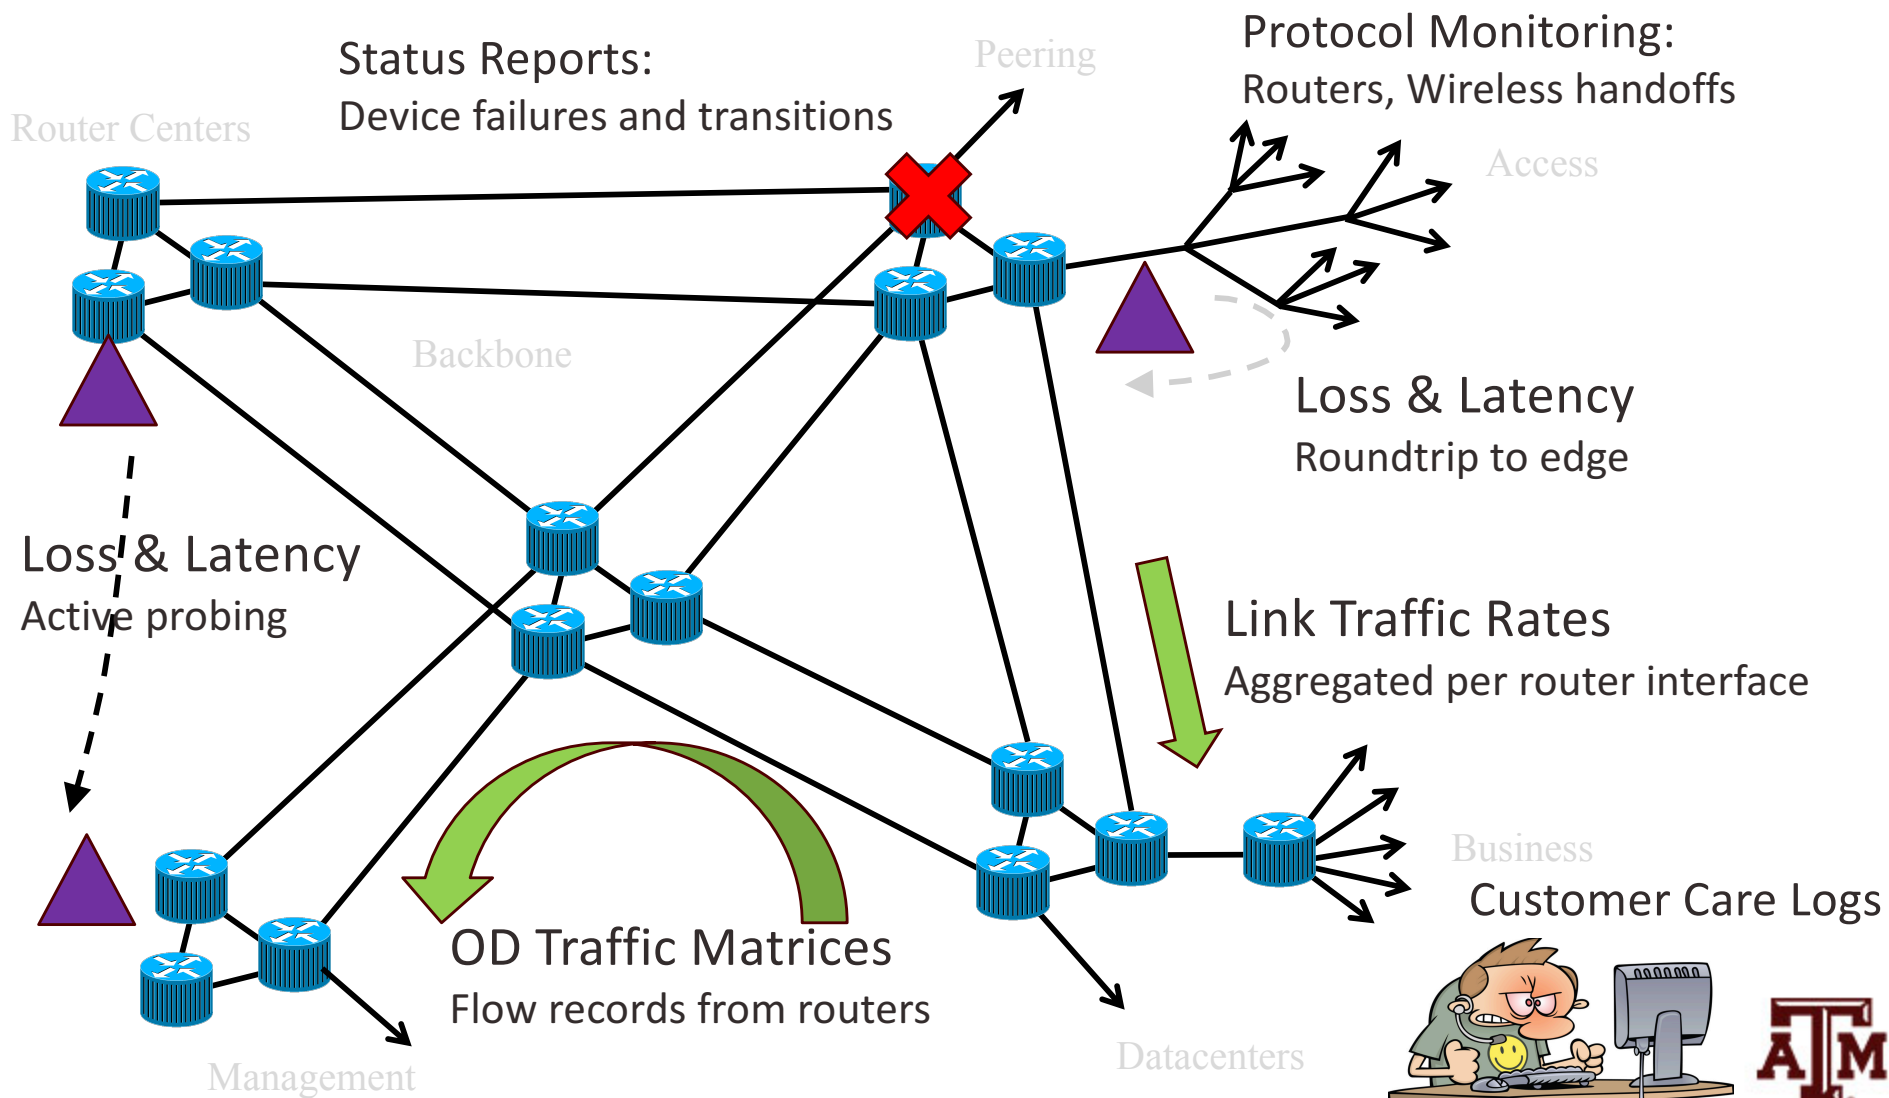 Status Reports:
Device failures and transitions
Peering
Protocol Monitoring:
Routers, Wireless handoffs
Router Centers
Access
Backbone
Loss & Latency
Roundtrip to edge
Loss & Latency
Active probing
Link Traffic Rates
Aggregated per router interface
Business
Customer Care Logs
OD Traffic Matrices
Flow records from routers
Datacenters
Management
ATM